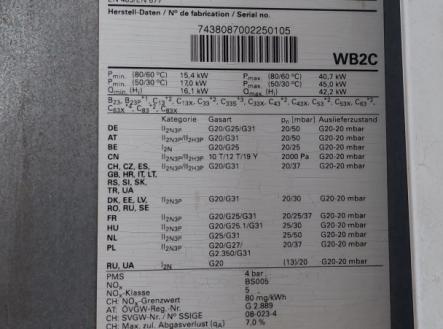 EN 483/EN 677
Herstell-Daten / N° de fabrication / Serial no.
7438087002250105
WB2C
Pmin. (80/60 °C) 15,4 kW Pmax. (80/60 °C) 40,7 kW
Pmin. (50/30 °C) 17,0 kW Pmax. (50/30 °C) 45,0 kW
Qmin. (Hi) 16,1 kW Qmax. (Hi) 42,2 kW
Kategorie Gasart pn [mbar] Auslieferzustand
DE II2N3P G20/G25/G31 20/50 G20-20 mbar
AT II2N3P/II2H3P G20/G31 20/50 G20-20 mbar
BE I2N G20/G25 20/25 G20-20 mbar
CN 10 T/12 T/19 Y 2000 Pa G20-20 mbar
CH, CZ, ES, II2N3P/II2H3P G20/G31 20/37 G20-20 mbar
GB, HR, IT, LT,
RS, SI, SK,
TR, UA
DK, EE, LV, II2N3P G20/G31 20/30 G20-20 mbar
RO, RU, SE
FR II2N3P G20/G25/G31 20/25/37 G20-20 mbar
HU II2N3P G20/G25.1/G31 25/30 G20-20 mbar
NL II2N3P G25/G31 25/50 G20-20 mbar
PL II2N3P G20/G27/ 20/37 G20-20 mbar
G2.350/G31
RU, UA I2N G20 (13)/20 G20-20 mbar
PMS 4 bar
NOx BS005
NOx-Klasse 5
CH: NOx-Grenzwert 80 mg/kWh
AT: ÖVGW-Reg.-Nr. G 2.889
CH: SVGW-Nr. / N° SSIGE 08-023-4
CH: Max. zul. Abgasverlust (qA) 7,0 %